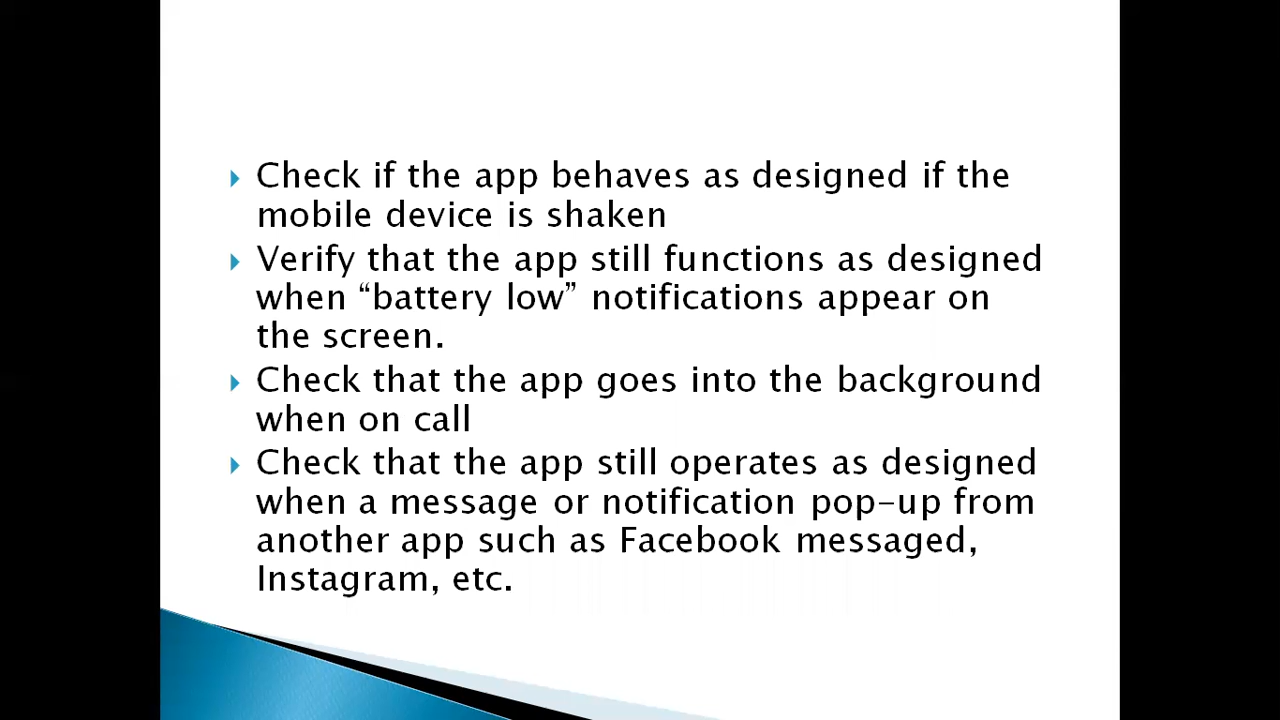 Check if the app behaves as designed if the
mobile device is shaken
Verify that the app still functions as designed
when “battery low” notifications appear on
the screen.
Check that the app goes into the background
when on call
Check that the app still operates as designed
when a message or notification pop-up from
another app such as Facebook messaged,
Instagram, etc.